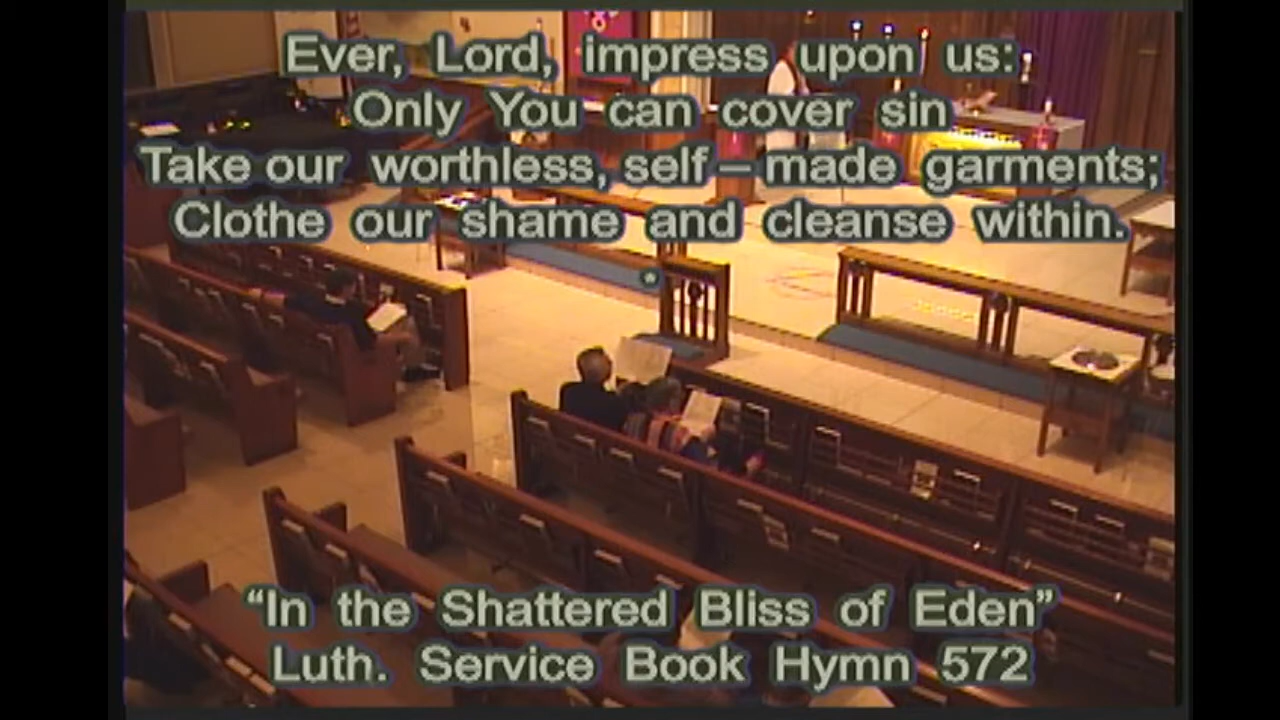 Ever, Lord, impress upon us:
Only You can cover sin
Take our worthless, self – made garments;
Clothe our shame and cleanse within.
“In the Shattered Bliss of Eden”
Luth. Service Book Hymn 572